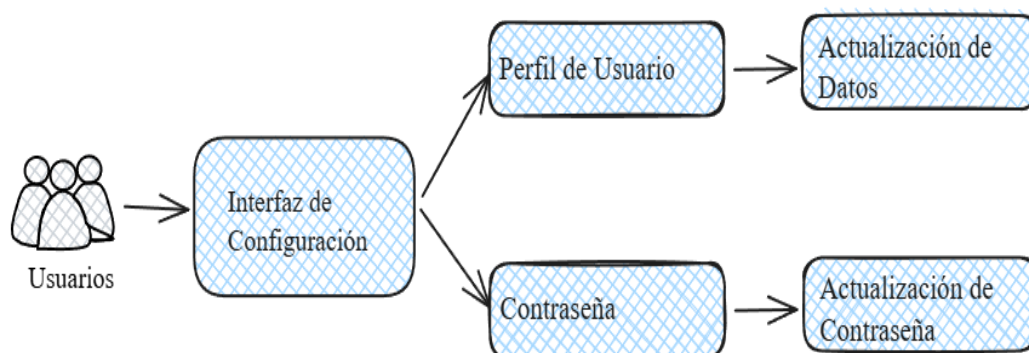 Usuarios
Interfaz de
Configuración
Perfil de Usuario
Actualización de
Datos
Contraseña
Actualización de
Contraseña